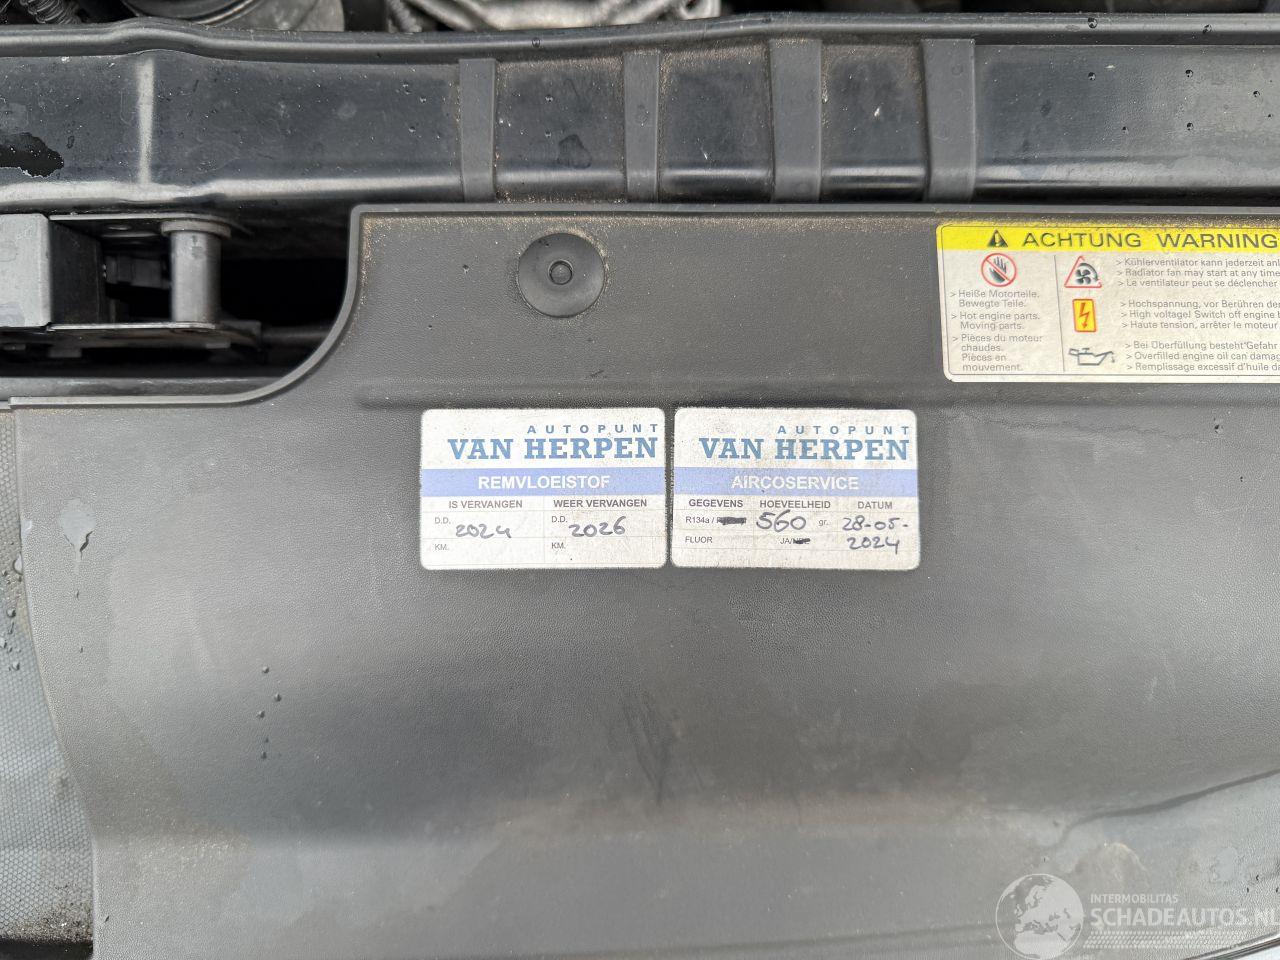 ACHTUNG WARNING
> Heiße Motorteile.
Bewegte Teile.
> Hot engine parts.
Moving parts.
> Pièces du moteur
chaudes.
Pièces en
mouvement.
> Kühlerventilator kann jederzeit
> Radiator fan may start at any time
> Le ventilateur peut se déclencher
> Hochspannung, vor Berühren
> High voltage! Switch off engine
> Haute tension, arrêter le moteur
> Bei Überfüllung besteht Gefahr
> Overfilled engine oil can
> Remplissage excessif d'huile
AUTOPUNT
VAN HERPEN
REMVLOEISTOF
IS VERVANGEN WEER VERVANGEN
D.D. 2024 D.D. 2026
KM. KM.
AUTOPUNT
VAN HERPEN
AIRCOSERVICE
GEGEVENS HOEVEELHEID DATUM
R134a / 560 gr. 28-05-
FLUOR JA/ 2024
INTERMOBILITAS
SCHADEAUTOS.NL